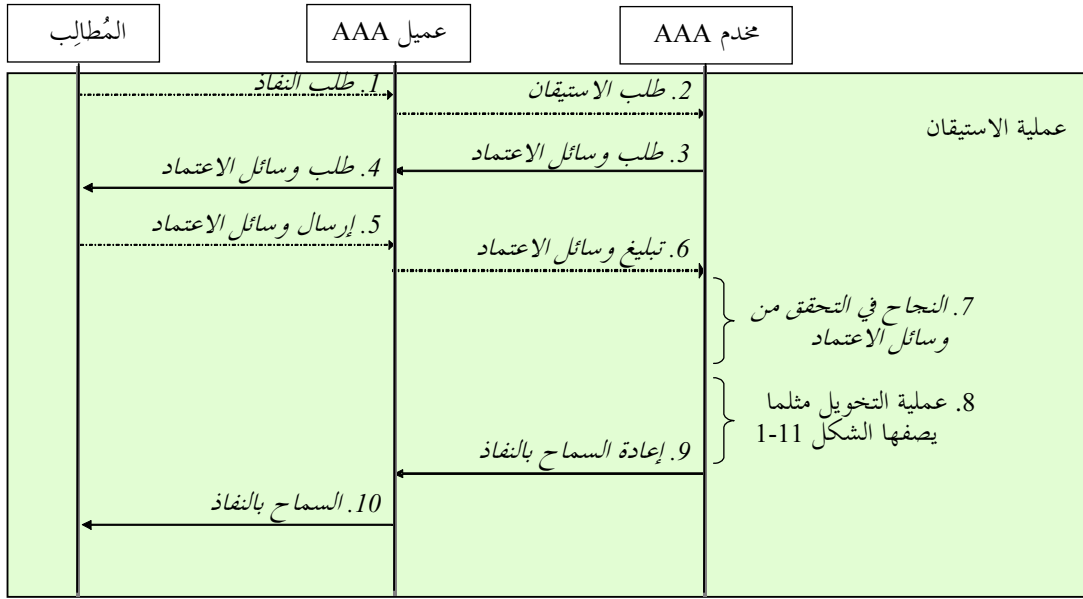 المُطالِب
عميل AAA
مخدم AAA
عملية الاستيقان
1. طلب النفاذ
2. طلب الاستيقان
3. طلب وسائل الاعتماد
4. طلب وسائل الاعتماد
5. إرسال وسائل الاعتماد
6. تبليغ وسائل الاعتماد
7. النجاح في التحقق من
وسائل الاعتماد
8. عملية التخويل مثلما
يصفها الشكل 11-1
9. إعادة السماح بالنفاذ
10. السماح بالنفاذ